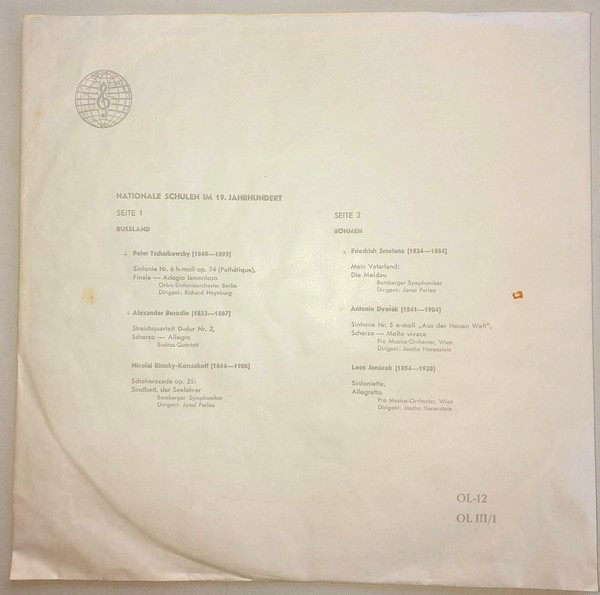 NATIONALE SCHULEN IM 19. JAHRHUNDERT
SEITE 1
RUSSLAND
Peter Tschaikowsky (1840—1893)
Sinfonie Nr. 6 h-moll op. 74 (Pathétique),
Finale — Adagio lamentoso
Orbis-Sinfonieorchester Berlin
Dirigent: Richard Heynburg
Alexander Borodin (1833—1887)
Streichquartett D-dur Nr. 2,
Scherzo — Allegro
Endres-Quartett
Nicolai Rimsky-Korssakoff (1844—1908)
Scheherezade op. 35:
Sindbad, der Seefahrer
Bamberger Symphoniker
Dirigent: Jonel Perlea
SEITE 2
BÖHMEN
Friedrich Smetana (1824—1884)
Mein Vaterland:
Die Moldau
Bamberger Symphoniker
Dirigent: Jonel Perlea
Antonin Dvořák (1841—1904)
Sinfonie Nr. 5 e-moll „Aus der Neuen Welt",
Scherzo — Molto vivace
Pro Musica-Orchester, Wien
Dirigent: Jascha Horenstein
Leos Janácek (1854—1928)
Sinfonietta,
Allegretto
Pro Musica-Orchester, Wien
Dirigent: Jascha Horenstein
OL-12
OL III/1